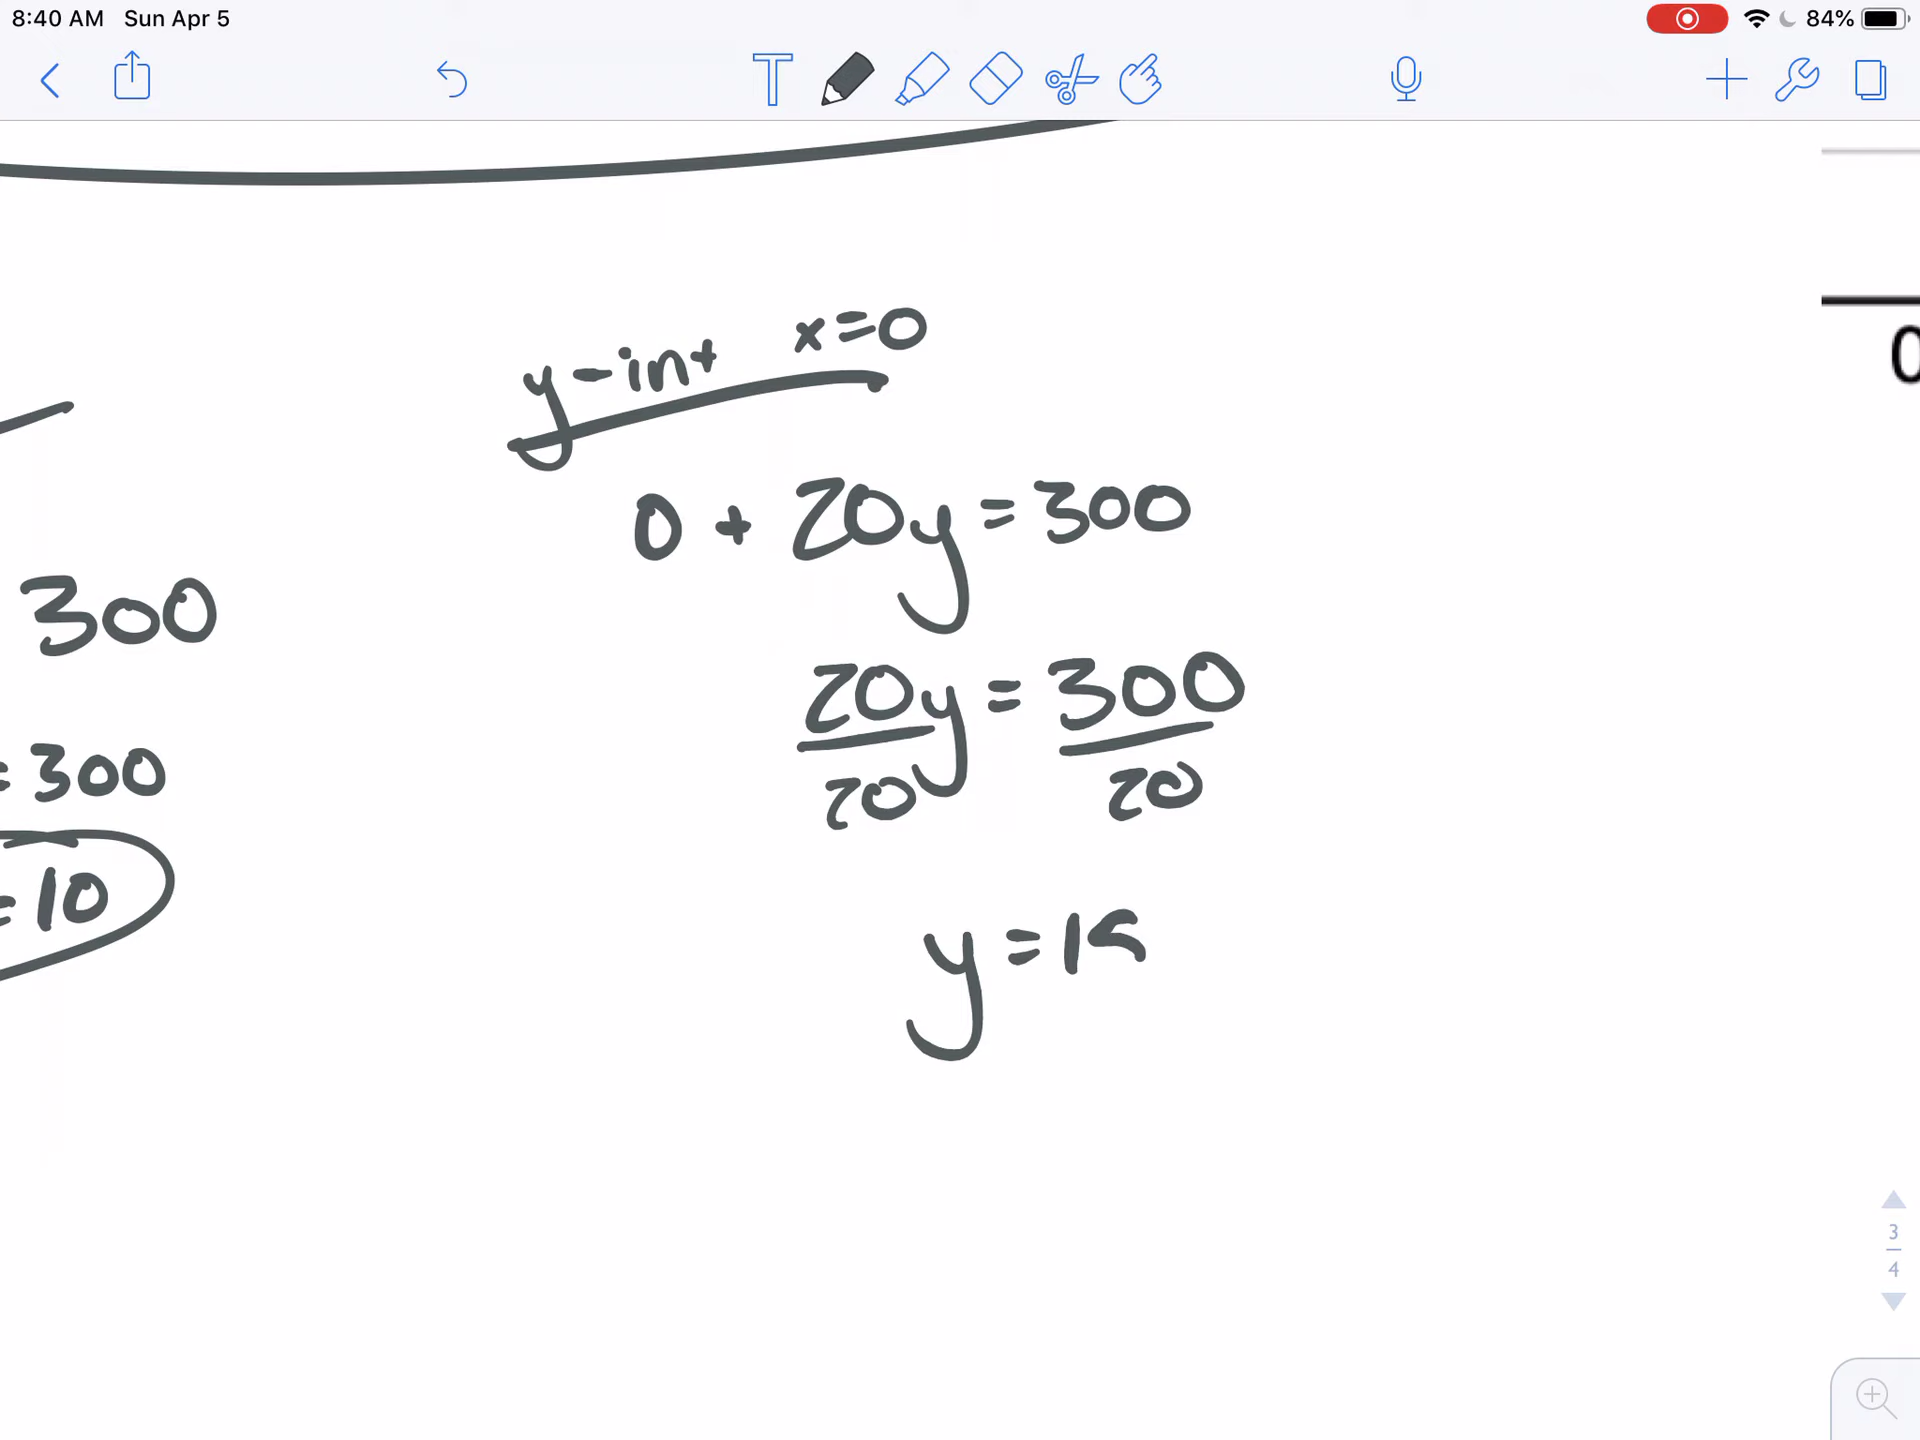 8:40 AM Sun Apr 5
84%
T
y-int x=0
0
0 + 20y = 300
300
20y = 300
20 20
= 300
= 10
y = 15
3
4